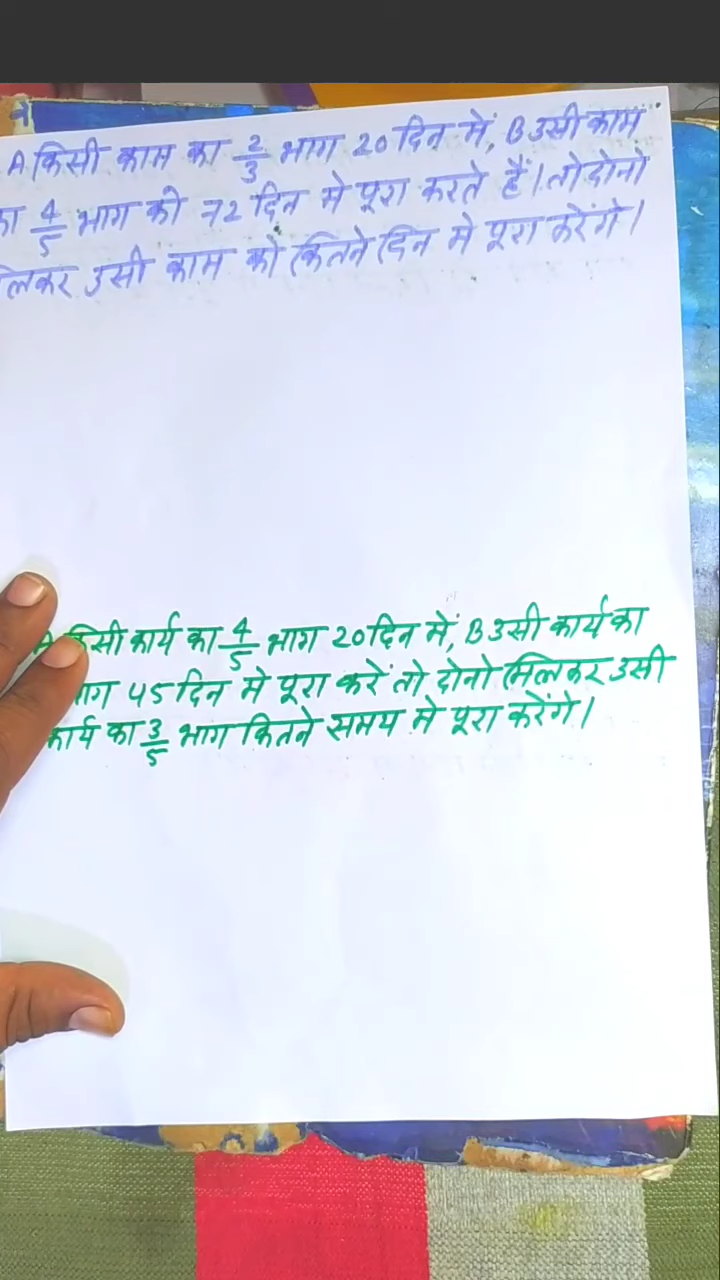 A किसी काम का 2/3 भाग 20 दिन में, B उसी काम
का 4/5 भाग को 72 दिन मे पूरा करते हैं। तो दोनो
लकर उसी काम को कितने दिन मे पूरा करेंगे।
किसी कार्य का 4/5 भाग 20 दिन में, B उसी कार्य का
भाग 45 दिन मे पूरा करें तो दोनो मिलकर उसी
कार्य का 3/5 भाग कितने समय मे पूरा करेंगे।